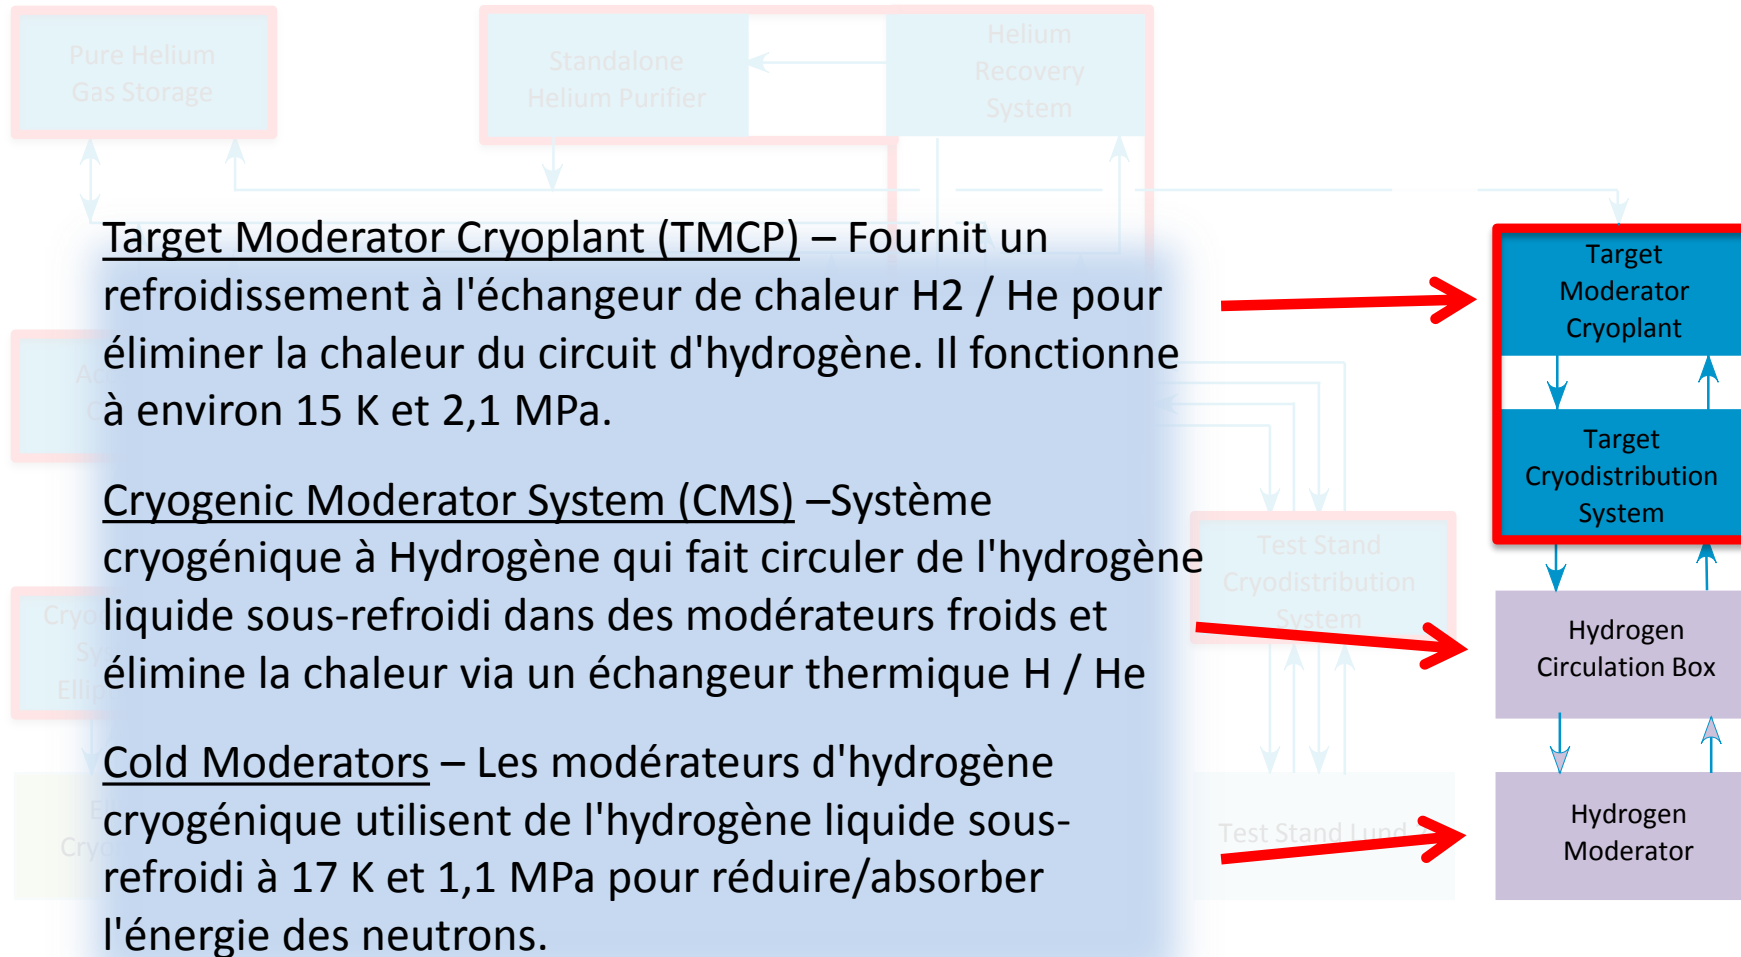 Pure Helium
Gas Storage
Standalone
Helium Purifier
Helium
Recovery
System
Target Moderator Cryoplant (TMCP) – Fournit un
refroidissement à l'échangeur de chaleur H2 / He pour
éliminer la chaleur du circuit d'hydrogène. Il fonctionne
à environ 15 K et 2,1 MPa.
Cryogenic Moderator System (CMS) –Système
cryogénique à Hydrogène qui fait circuler de l'hydrogène
liquide sous-refroidi dans des modérateurs froids et
élimine la chaleur via un échangeur thermique H / He
Cold Moderators – Les modérateurs d'hydrogène
cryogénique utilisent de l'hydrogène liquide sous-
refroidi à 17 K et 1,1 MPa pour réduire/absorber
l'énergie des neutrons.
Test Stand
Cryodistribution
System
Test Stand Lund
Target
Moderator
Cryoplant
Target
Cryodistribution
System
Hydrogen
Circulation Box
Hydrogen
Moderator